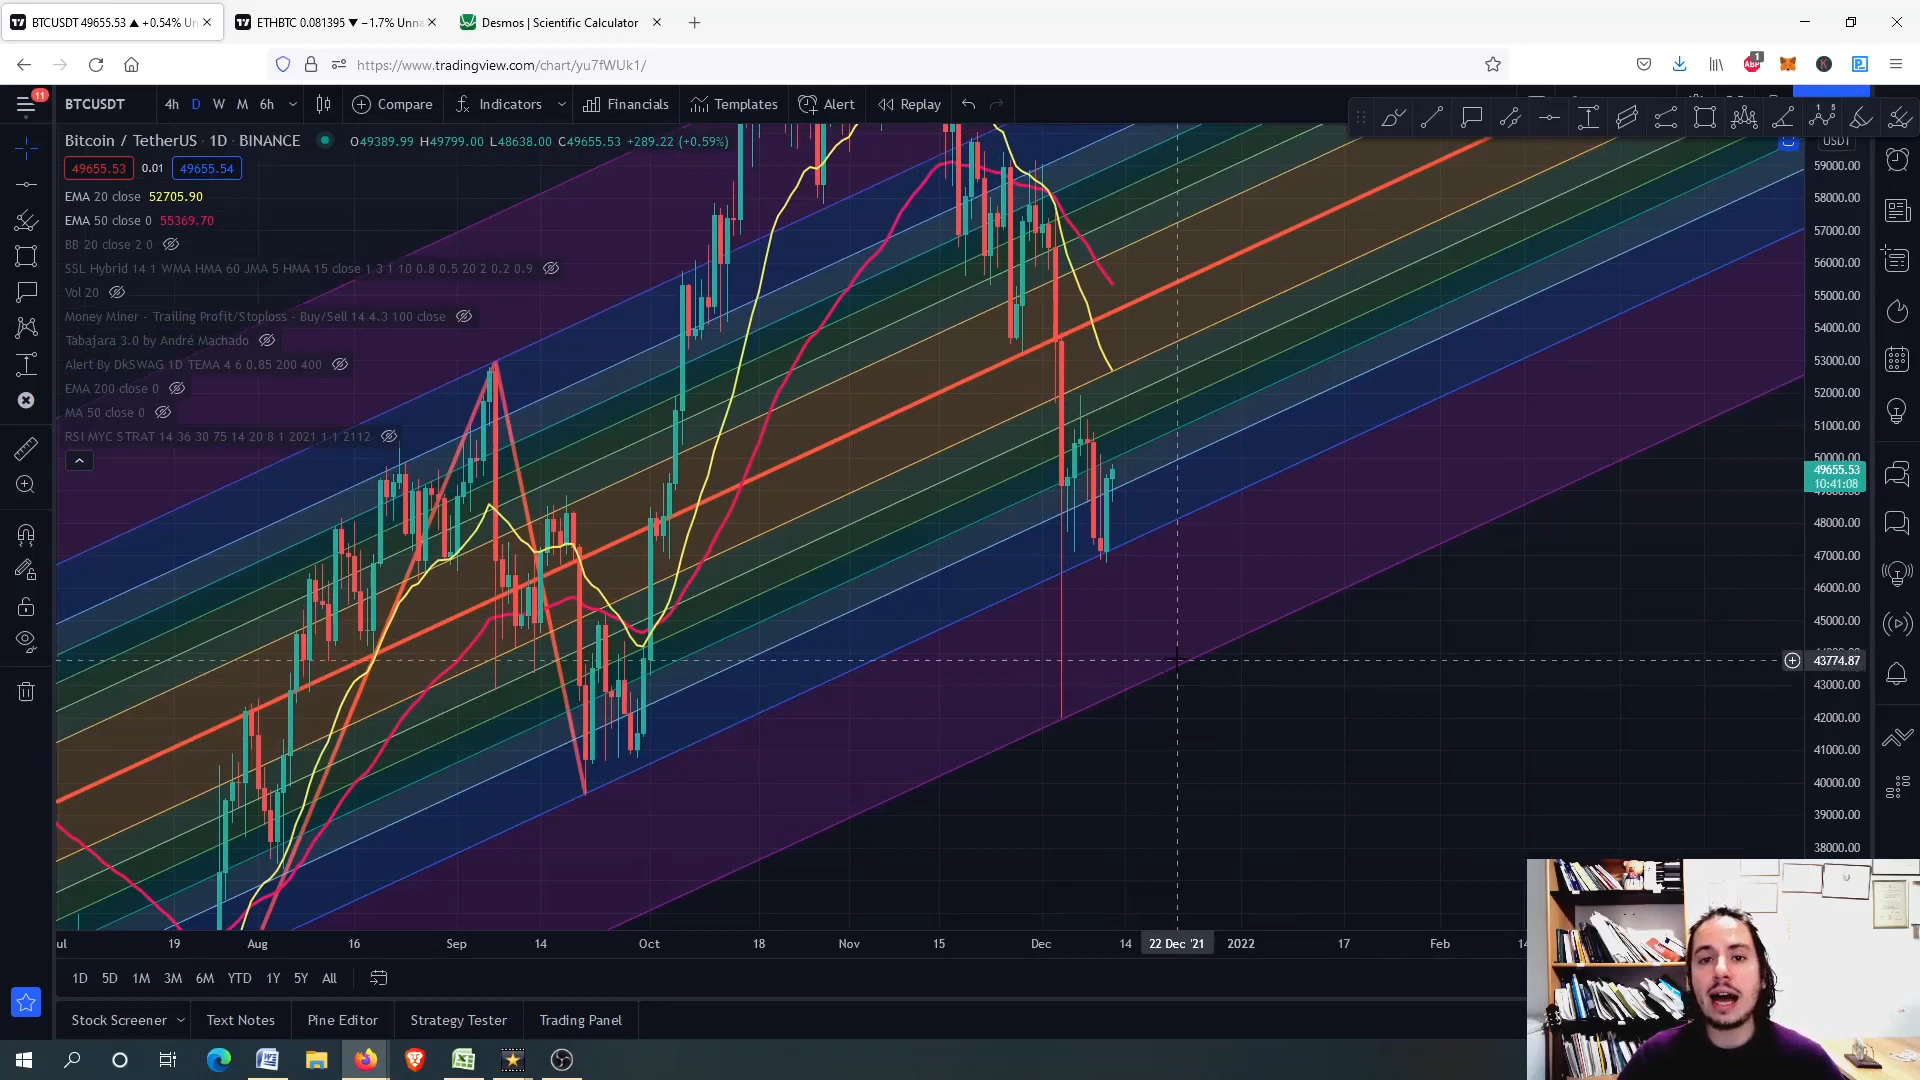 BTCUSDT 49655.53 ▲ +0.54% Un
ETHBTC 0.081395 ▼ −1.7% Unna
Desmos | Scientific Calculator
https://www.tradingview.com/chart/yu7fWUk1/
1
11
BTCUSDT
4h D W M 6h
Compare
Indicators
Financials
Templates
Alert
Replay
Bitcoin / TetherUS · 1D · BINANCE
O49389.99 H49799.00 L48638.00 C49655.53 +289.22 (+0.59%)
49655.53 0.01 49655.54
EMA 20 close 52705.90
EMA 50 close 0 55369.70
BB 20 close 2 0
SSL Hybrid 14 1 WMA HMA 60 JMA 5 HMA 15 close 1 3 1 10 0.8 0.5 20 2 0.2 0.9
Vol 20
Money Miner - Trailing Profit/Stoploss - Buy/Sell 14 4.3 100 close
Tabajara 3.0 by André Machado
Alert By DkSWAG 1D TEMA 4 6 0.85 200 400
EMA 200 close 0
MA 50 close 0
RSI MYC STRAT 14 36 30 75 14 20 8 1 2021 1 1 2112
USDT
59000.00
58000.00
57000.00
56000.00
55000.00
54000.00
53000.00
52000.00
51000.00
50000.00
49655.53
10:41:08
49000.00
48000.00
47000.00
46000.00
45000.00
43774.87
43000.00
42000.00
41000.00
40000.00
39000.00
38000.00
ul 19 Aug 16 Sep 14 Oct 18 Nov 15 Dec 14 22 Dec '21 2022 17 Feb 14
1D 5D 1M 3M 6M YTD 1Y 5Y All
Stock Screener
Text Notes
Pine Editor
Strategy Tester
Trading Panel